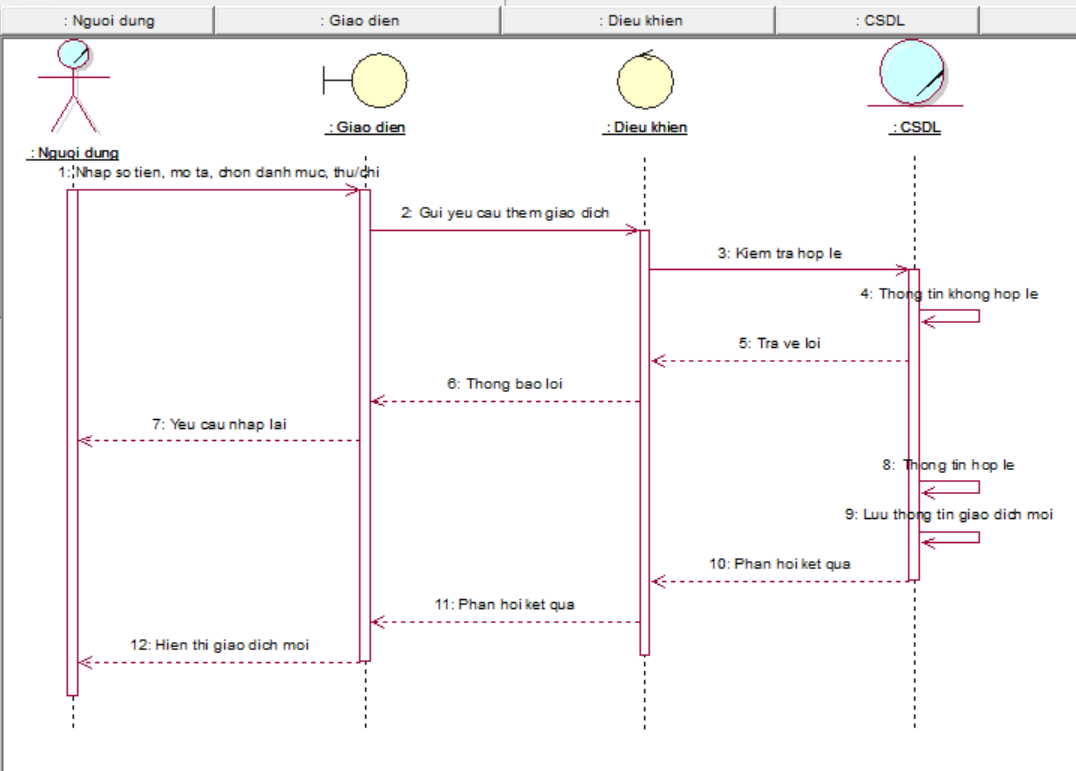 : Nguoi dung
: Giao dien
: Dieu khien
: CSDL
: Giao dien
: Dieu khien
: CSDL
: Nguoi dung
1: Nhap so tien, mo ta, chon danh muc, thu/chi
2: Gui yeu cau them giao dich
3: Kiem tra hop le
4: Thong tin khong hop le
5: Tra ve loi
6: Thong bao loi
7: Yeu cau nhap lai
8: Thong tin hop le
9: Luu thong tin giao dich moi
10: Phan hoi ket qua
11: Phan hoi ket qua
12: Hien thi giao dich moi